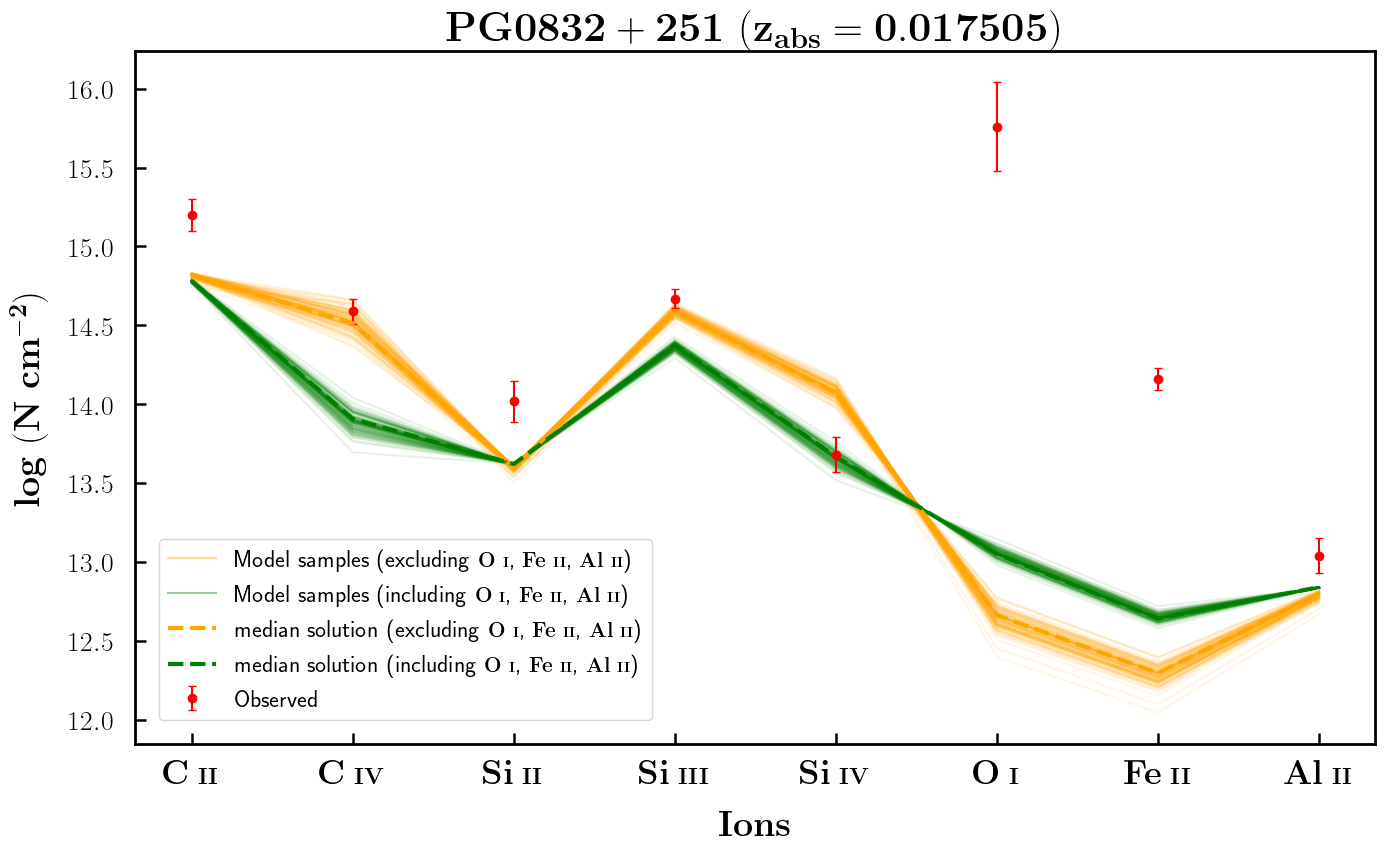 PG0832 + 251 (z_abs = 0.017505)
log (N cm⁻²)
16.0
15.5
15.0
14.5
14.0
13.5
13.0
12.5
12.0
Model samples (excluding O I, Fe II, Al II)
Model samples (including O I, Fe II, Al II)
median solution (excluding O I, Fe II, Al II)
median solution (including O I, Fe II, Al II)
Observed
C II C IV Si II Si III Si IV O I Fe II Al II
Ions